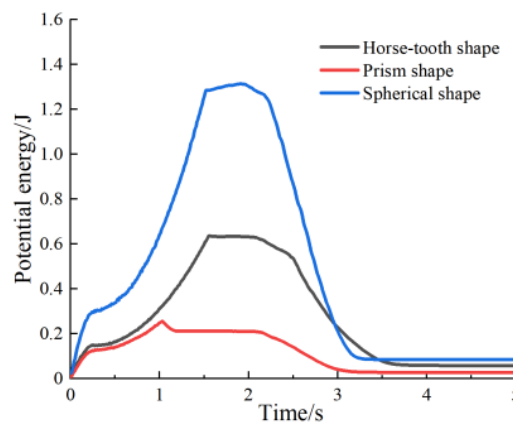 1.6
1.4
1.2
1.0
0.8
0.6
0.4
0.2
0
Potential energy/J
Horse-tooth shape
Prism shape
Spherical shape
0 1 2 3 4 5
Time/s